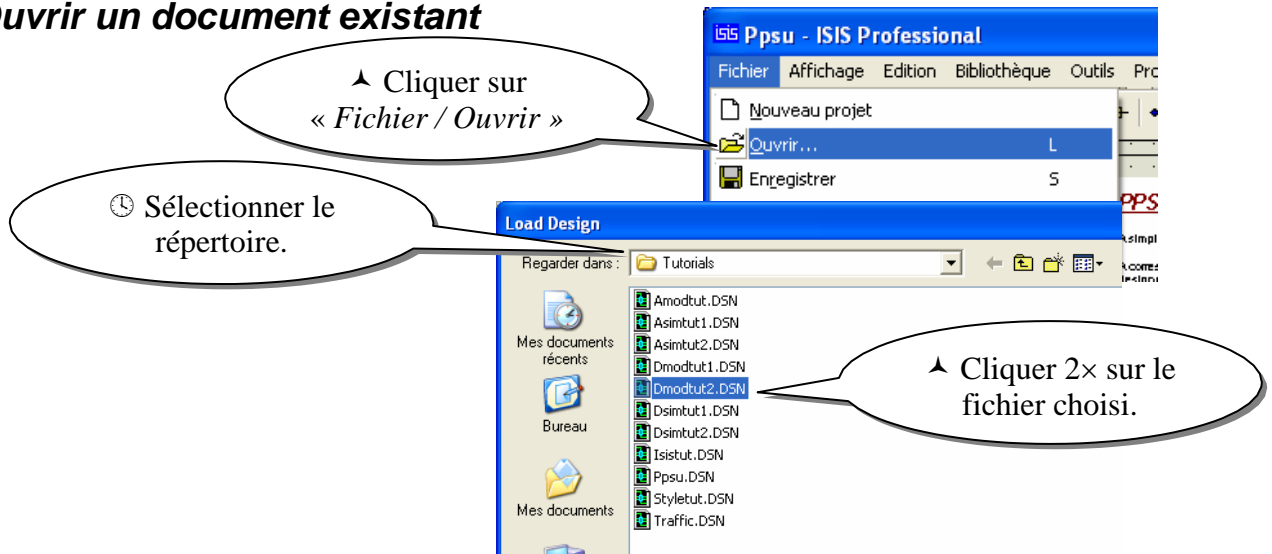 uvrir un document existant
Cliquer sur
« Fichier / Ouvrir »
Ppsu - ISIS Professional
Fichier Affichage Edition Bibliothèque Outils Pro
Nouveau projet
Ouvrir... L
Enregistrer S
PPS
A simpl
Sélectionner le
répertoire.
Load Design
Regarder dans : Tutorials
Mes documents
récents
Bureau
Mes documents
Amodtut.DSN
Asimtut1.DSN
Asimtut2.DSN
Dmodtut1.DSN
Dmodtut2.DSN
Dsimtut1.DSN
Dsimtut2.DSN
Isistut.DSN
Ppsu.DSN
Styletut.DSN
Traffic.DSN
Cliquer 2× sur le
fichier choisi.